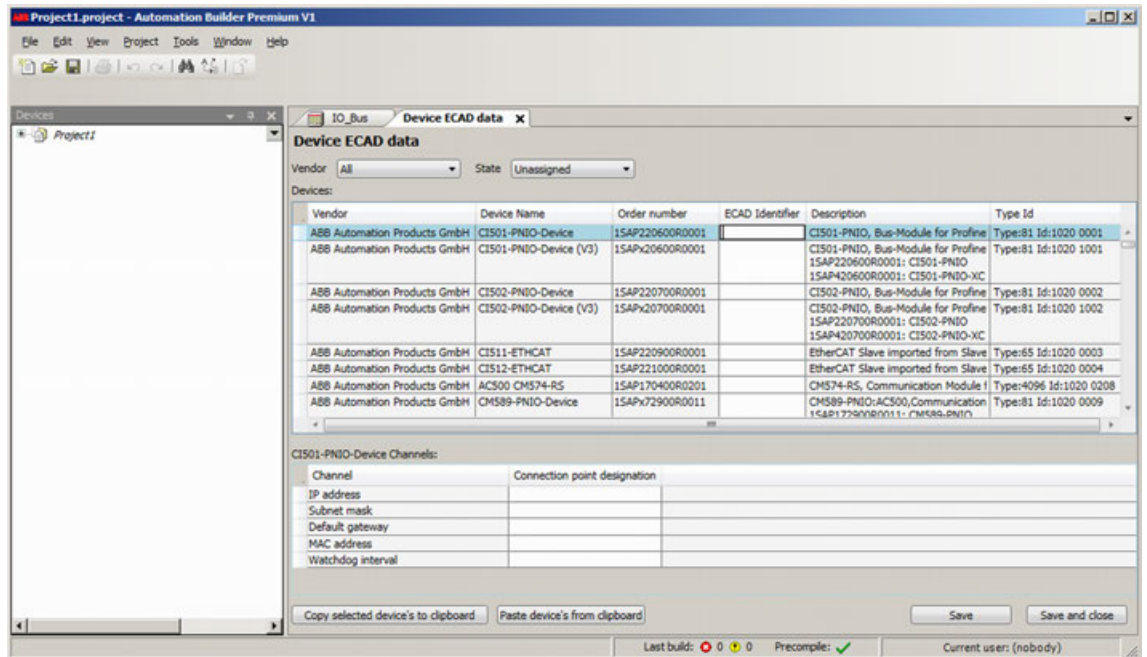 ABB Project1.project - Automation Builder Premium V1
File Edit View Project Tools Window Help
Devices
Project1
IO_Bus Device ECAD data x
Device ECAD data
Vendor All State Unassigned
Devices:
Vendor Device Name Order number ECAD Identifier Description Type Id
ABB Automation Products GmbH CI501-PNIO-Device 1SAP220600R0001 CI501-PNIO, Bus-Module for Profine Type:81 Id:1020 0001
ABB Automation Products GmbH CI501-PNIO-Device (V3) 1SAPx20600R0001 CI501-PNIO, Bus-Module for Profine Type:81 Id:1020 1001
1SAP220600R0001: CI501-PNIO
1SAP420600R0001: CI501-PNIO-XC
ABB Automation Products GmbH CI502-PNIO-Device 1SAP220700R0001 CI502-PNIO, Bus-Module for Profine Type:81 Id:1020 0002
ABB Automation Products GmbH CI502-PNIO-Device (V3) 1SAPx20700R0001 CI502-PNIO, Bus-Module for Profine Type:81 Id:1020 1002
1SAP220700R0001: CI502-PNIO
1SAP420700R0001: CI502-PNIO-XC
ABB Automation Products GmbH CI511-ETHCAT 1SAP220900R0001 EtherCAT Slave imported from Slave Type:65 Id:1020 0003
ABB Automation Products GmbH CI512-ETHCAT 1SAP221000R0001 EtherCAT Slave imported from Slave Type:65 Id:1020 0004
ABB Automation Products GmbH AC500 CM574-RS 1SAP170400R0201 CM574-RS, Communication Module f Type:4096 Id:1020 0208
ABB Automation Products GmbH CM589-PNIO-Device 1SAPx72900R0011 CM589-PNIO:AC500,Communication Type:81 Id:1020 0009
1SAP172900R0011: CM589-PNIO
CI501-PNIO-Device Channels:
Channel Connection point designation
IP address
Subnet mask
Default gateway
MAC address
Watchdog interval
Copy selected device's to clipboard Paste device's from clipboard Save Save and close
Last build: 0 0 Precompile: Current user: (nobody)